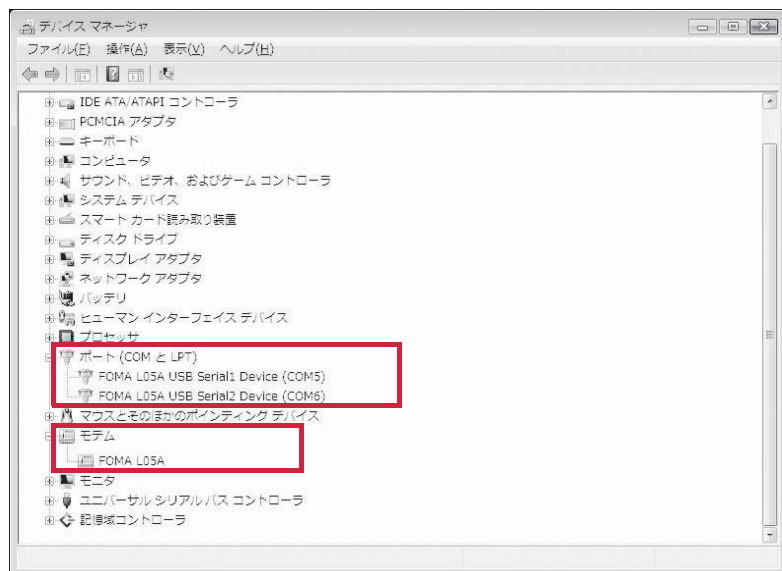 デバイス マネージャ
ファイル(F) 操作(A) 表示(V) ヘルプ(H)
IDE ATA/ATAPI コントローラ
PCMCIA アダプタ
キーボード
コンピュータ
サウンド、ビデオ、およびゲーム コントローラ
システム デバイス
スマート カード読み取り装置
ディスク ドライブ
ディスプレイ アダプタ
ネットワーク アダプタ
バッテリ
ヒューマン インターフェイス デバイス
プロセッサ
ポート (COM と LPT)
FOMA L05A USB Serial1 Device (COM5)
FOMA L05A USB Serial2 Device (COM6)
マウスとそのほかのポインティング デバイス
モデム
FOMA L05A
モニタ
ユニバーサル シリアル バス コントローラ
記憶域コントローラ